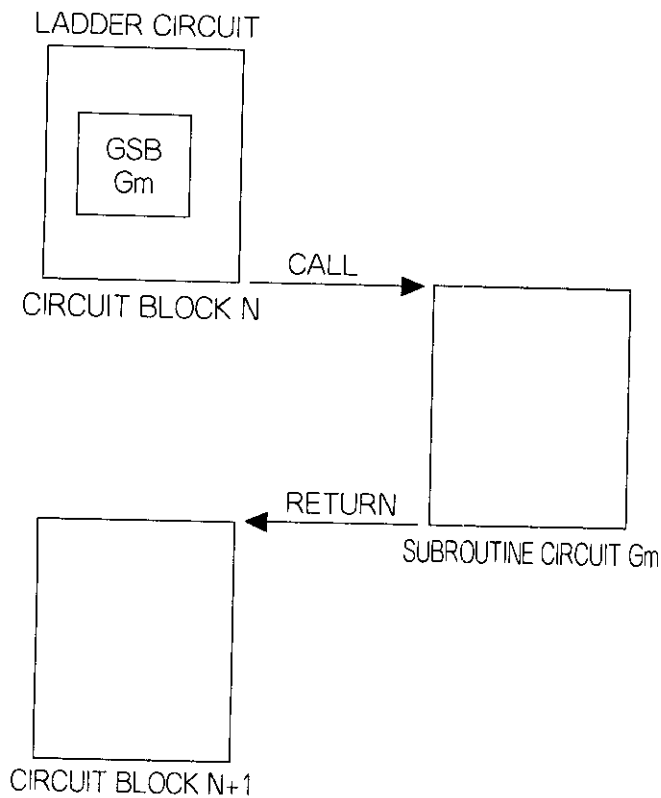 LADDER CIRCUIT
GSB
Gm
CALL
CIRCUIT BLOCK N
RETURN
SUBROUTINE CIRCUIT Gm
CIRCUIT BLOCK N+1